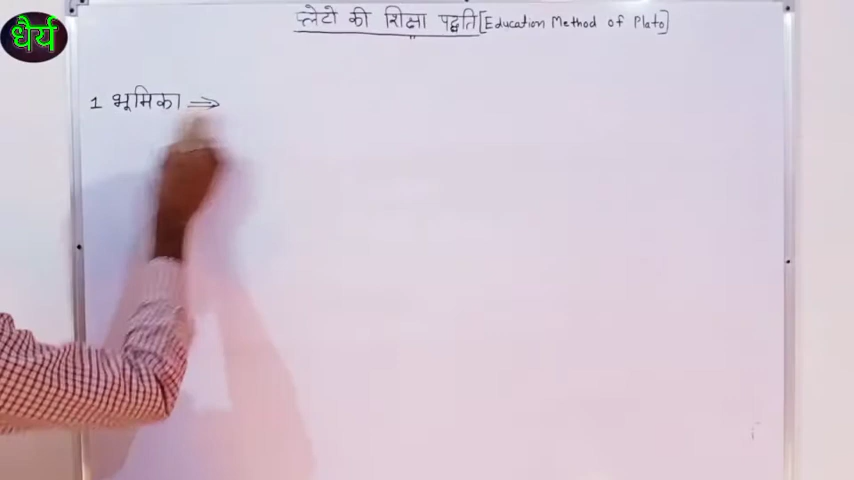 धैर्य
प्लेटो की शिक्षा पद्धति [Education Method of Plato]
1 भूमिका ⇒